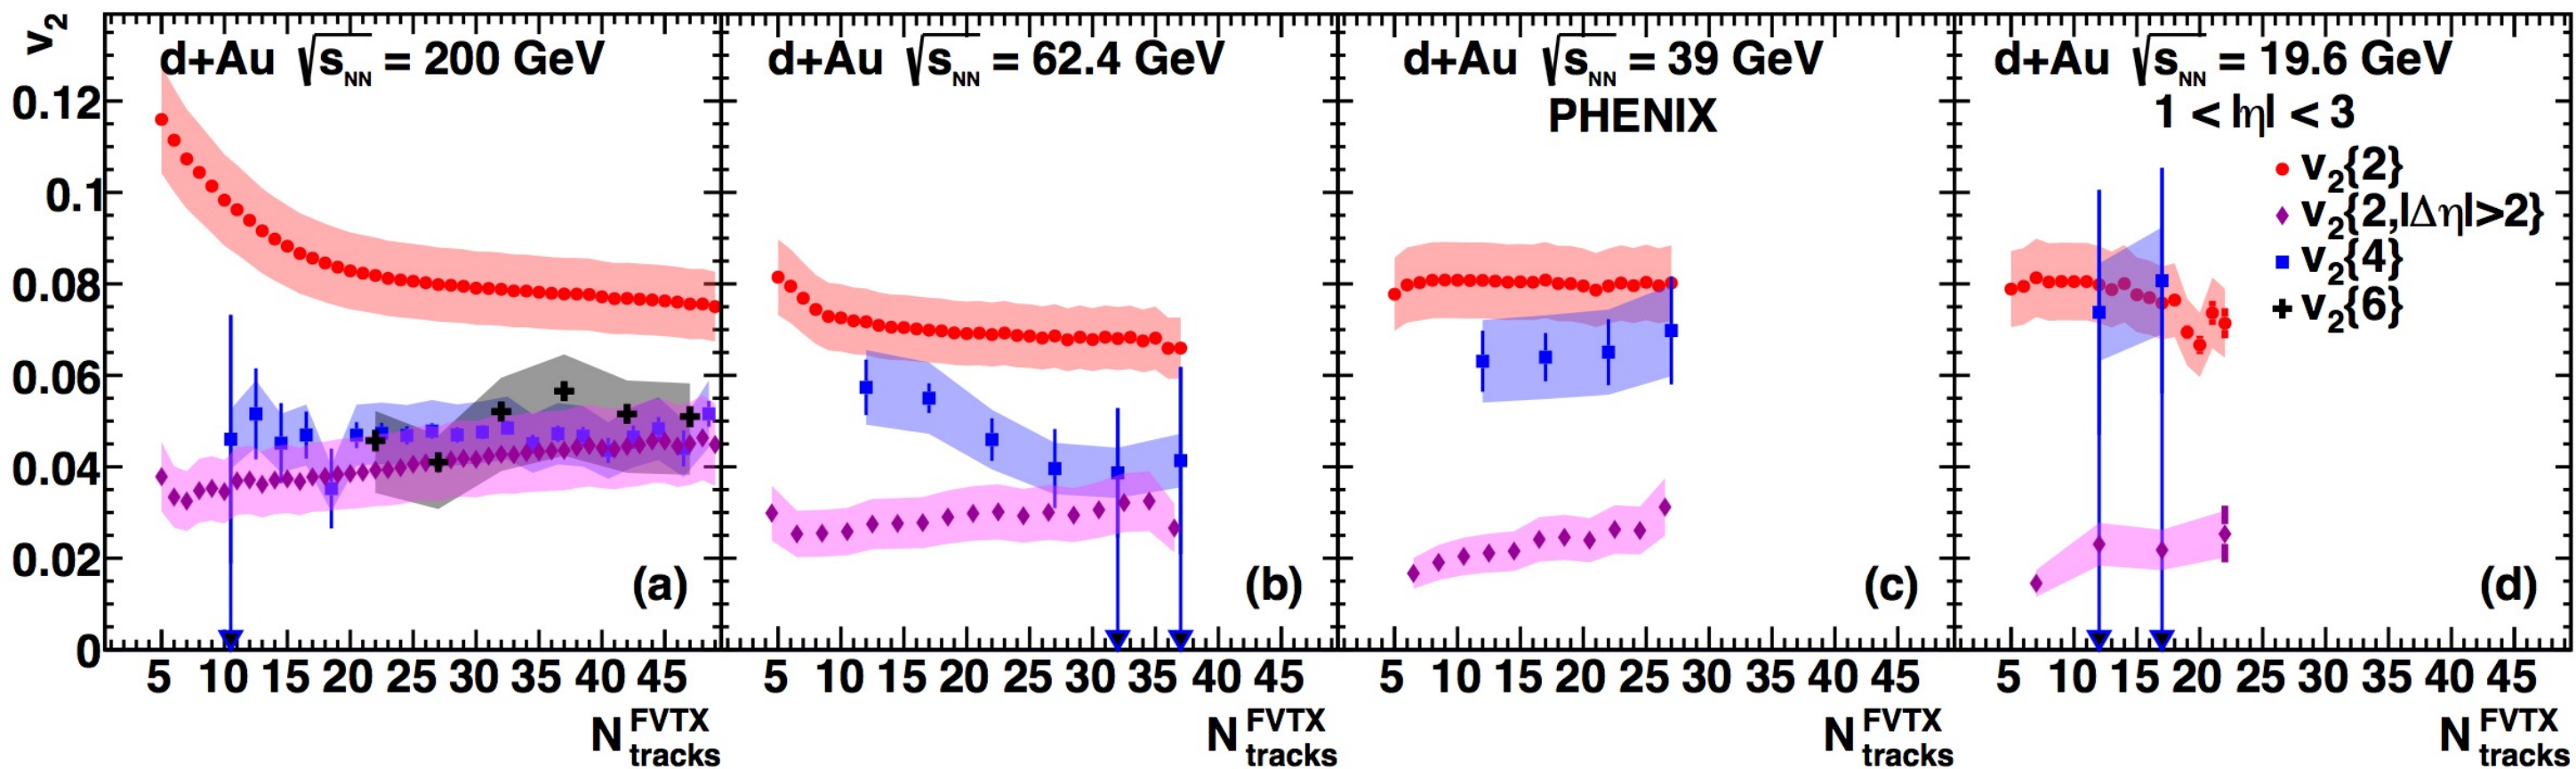 v2
d+Au √sNN = 200 GeV
d+Au √sNN = 62.4 GeV
d+Au √sNN = 39 GeV
PHENIX
d+Au √sNN = 19.6 GeV
1 < |η| < 3
v2{2}
v2{2,|Δη|>2}
v2{4}
v2{6}
0.12
0.1
0.08
0.06
0.04
0.02
0
(a)
(b)
(c)
(d)
5 10 15 20 25 30 35 40 45
5 10 15 20 25 30 35 40 45
5 10 15 20 25 30 35 40 45
5 10 15 20 25 30 35 40 45
N FVTX tracks
N FVTX tracks
N FVTX tracks
N FVTX tracks